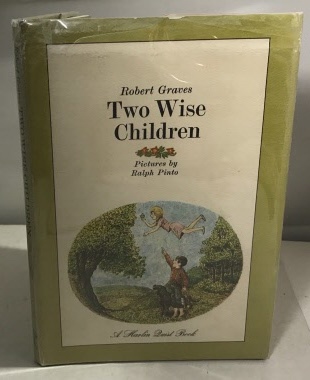 Robert Graves
Two Wise
Children
Pictures by
Ralph Pinto
A Harlin Quist Book